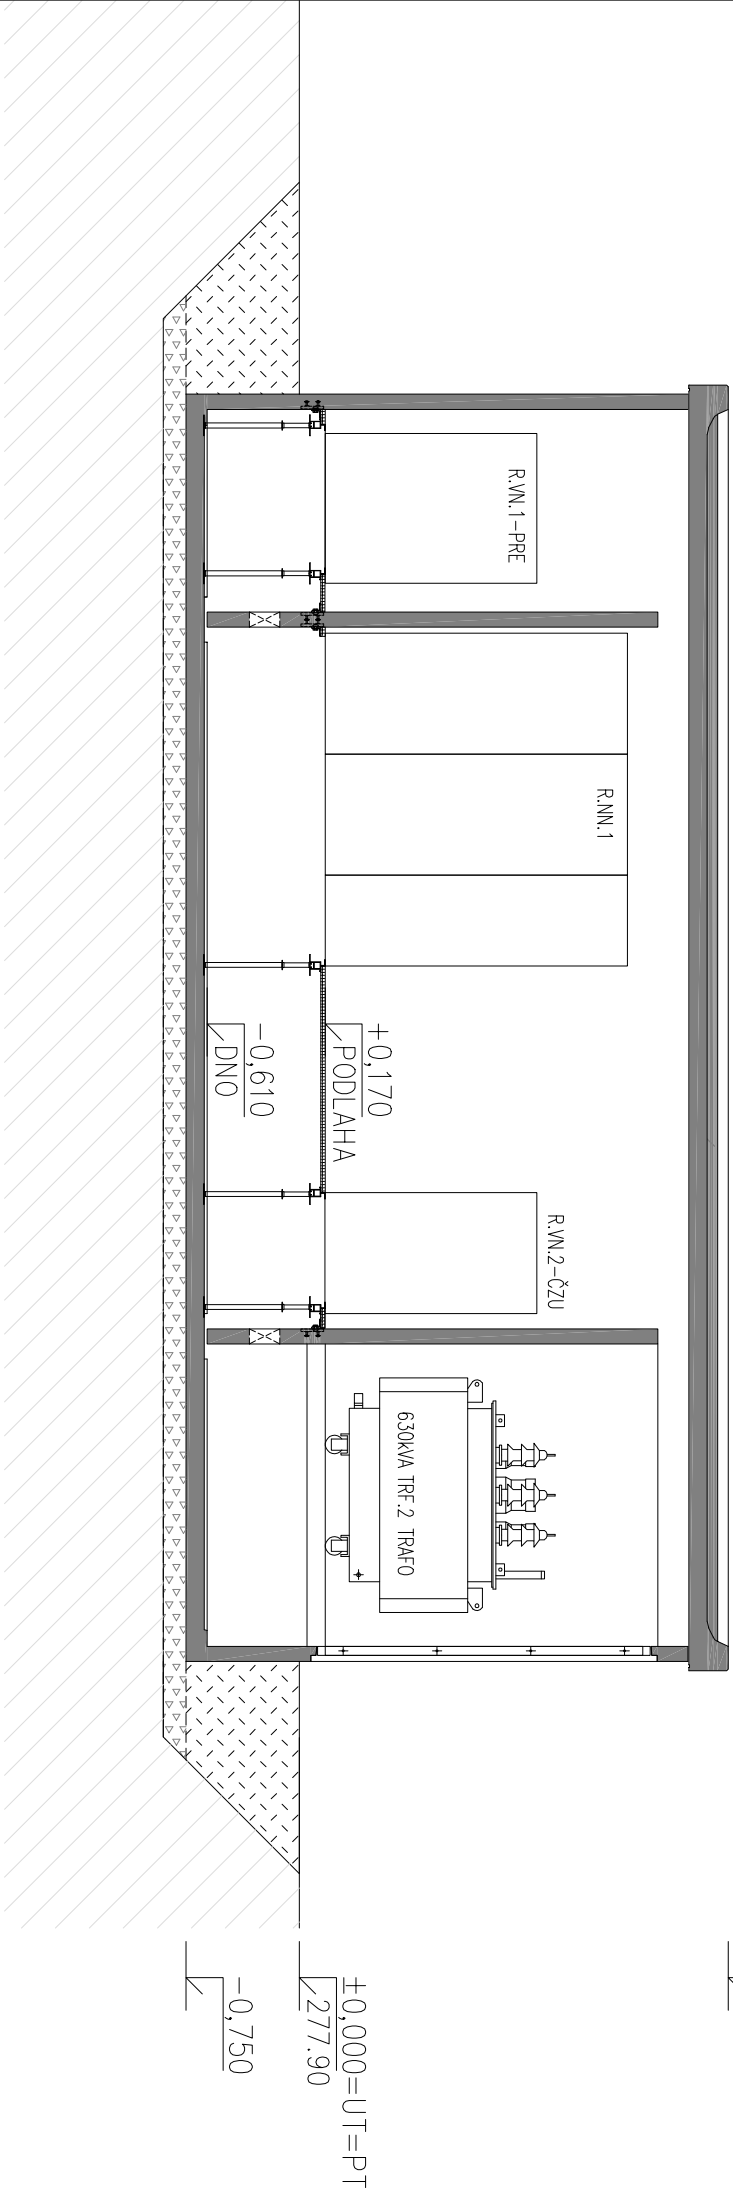 R.VN.1-PRE
R.NN.1
+0,170
PODLAHA
-0,610
DNO
R.VN.2-ČZU
630kVA TRF.2 TRAFO
±0,000=UT=PT
277.90
-0,750